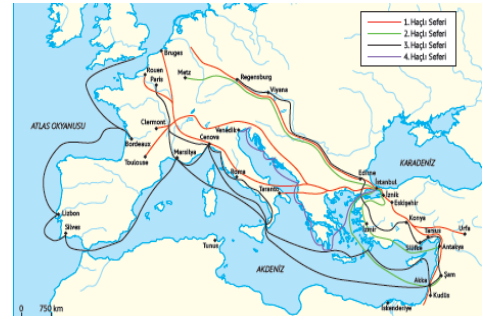 1. Haçlı Seferi
2. Haçlı Seferi
3. Haçlı Seferi
4. Haçlı Seferi
Bruges
Rouen
Paris
Metz
Regensburg
Viyana
ATLAS OKYANUSU
Clermont
Venedik
Bordeaux
Cenova
Toulouse
Marsilya
KARADENİZ
Roma
Edirne
İstanbul
Taranto
İznik
Eskişehir
Lizbon
Silves
Konya
Urfa
İzmir
Tarsus
Silifke
Antakya
Tunus
AKDENİZ
Şam
Akka
Kudüs
İskenderiye
0 750 km